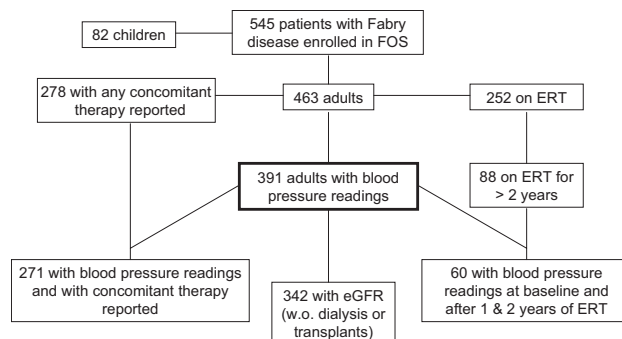 545 patients with Fabry
disease enrolled in FOS
82 children
278 with any concomitant
therapy reported
463 adults
252 on ERT
391 adults with blood
pressure readings
88 on ERT for
> 2 years
271 with blood pressure readings
and with concomitant therapy
reported
342 with eGFR
(w.o. dialysis or
transplants)
60 with blood pressure
readings at baseline and
after 1 & 2 years of ERT